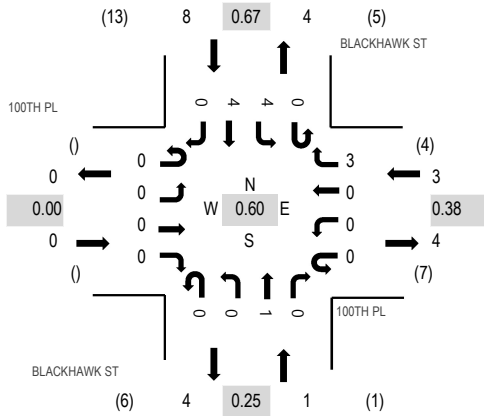 (13) 8 0.67 4 (5)
BLACKHAWK ST
100TH PL
0 4 4 0
() 0 3 (4)
0 0 0 3
N
0.00 W 0.60 E 0.38
0 0 0 4
S
() 0 0 (7)
0 0 1 0
100TH PL
BLACKHAWK ST
(6) 4 0.25 1 (1)